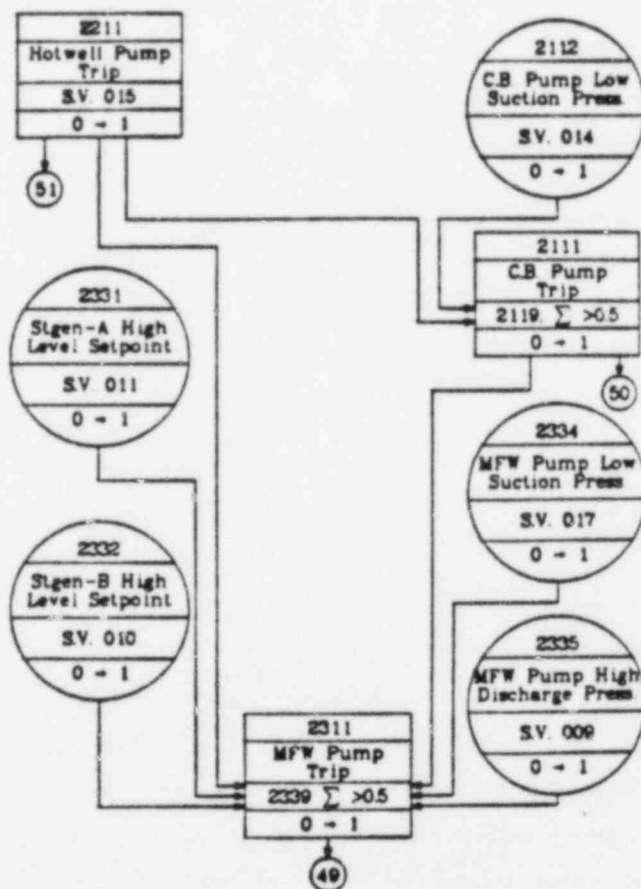 2211
Hotwell Pump
Trip
S.V. 015
0 → 1
51
2112
C.B. Pump Low
Suction Press
S.V. 014
0 → 1
2111
C.B. Pump
Trip
2119. Σ >0.5
0 → 1
50
2331
Stgen-A High
Level Setpoint
S.V. 011
0 → 1
2334
MFW Pump Low
Suction Press
S.V. 017
0 → 1
2332
Stgen-B High
Level Setpoint
S.V. 010
0 → 1
2335
MFW Pump High
Discharge Press
S.V. 009
0 → 1
2311
MFW Pump
Trip
2339 Σ >0.5
0 → 1
49